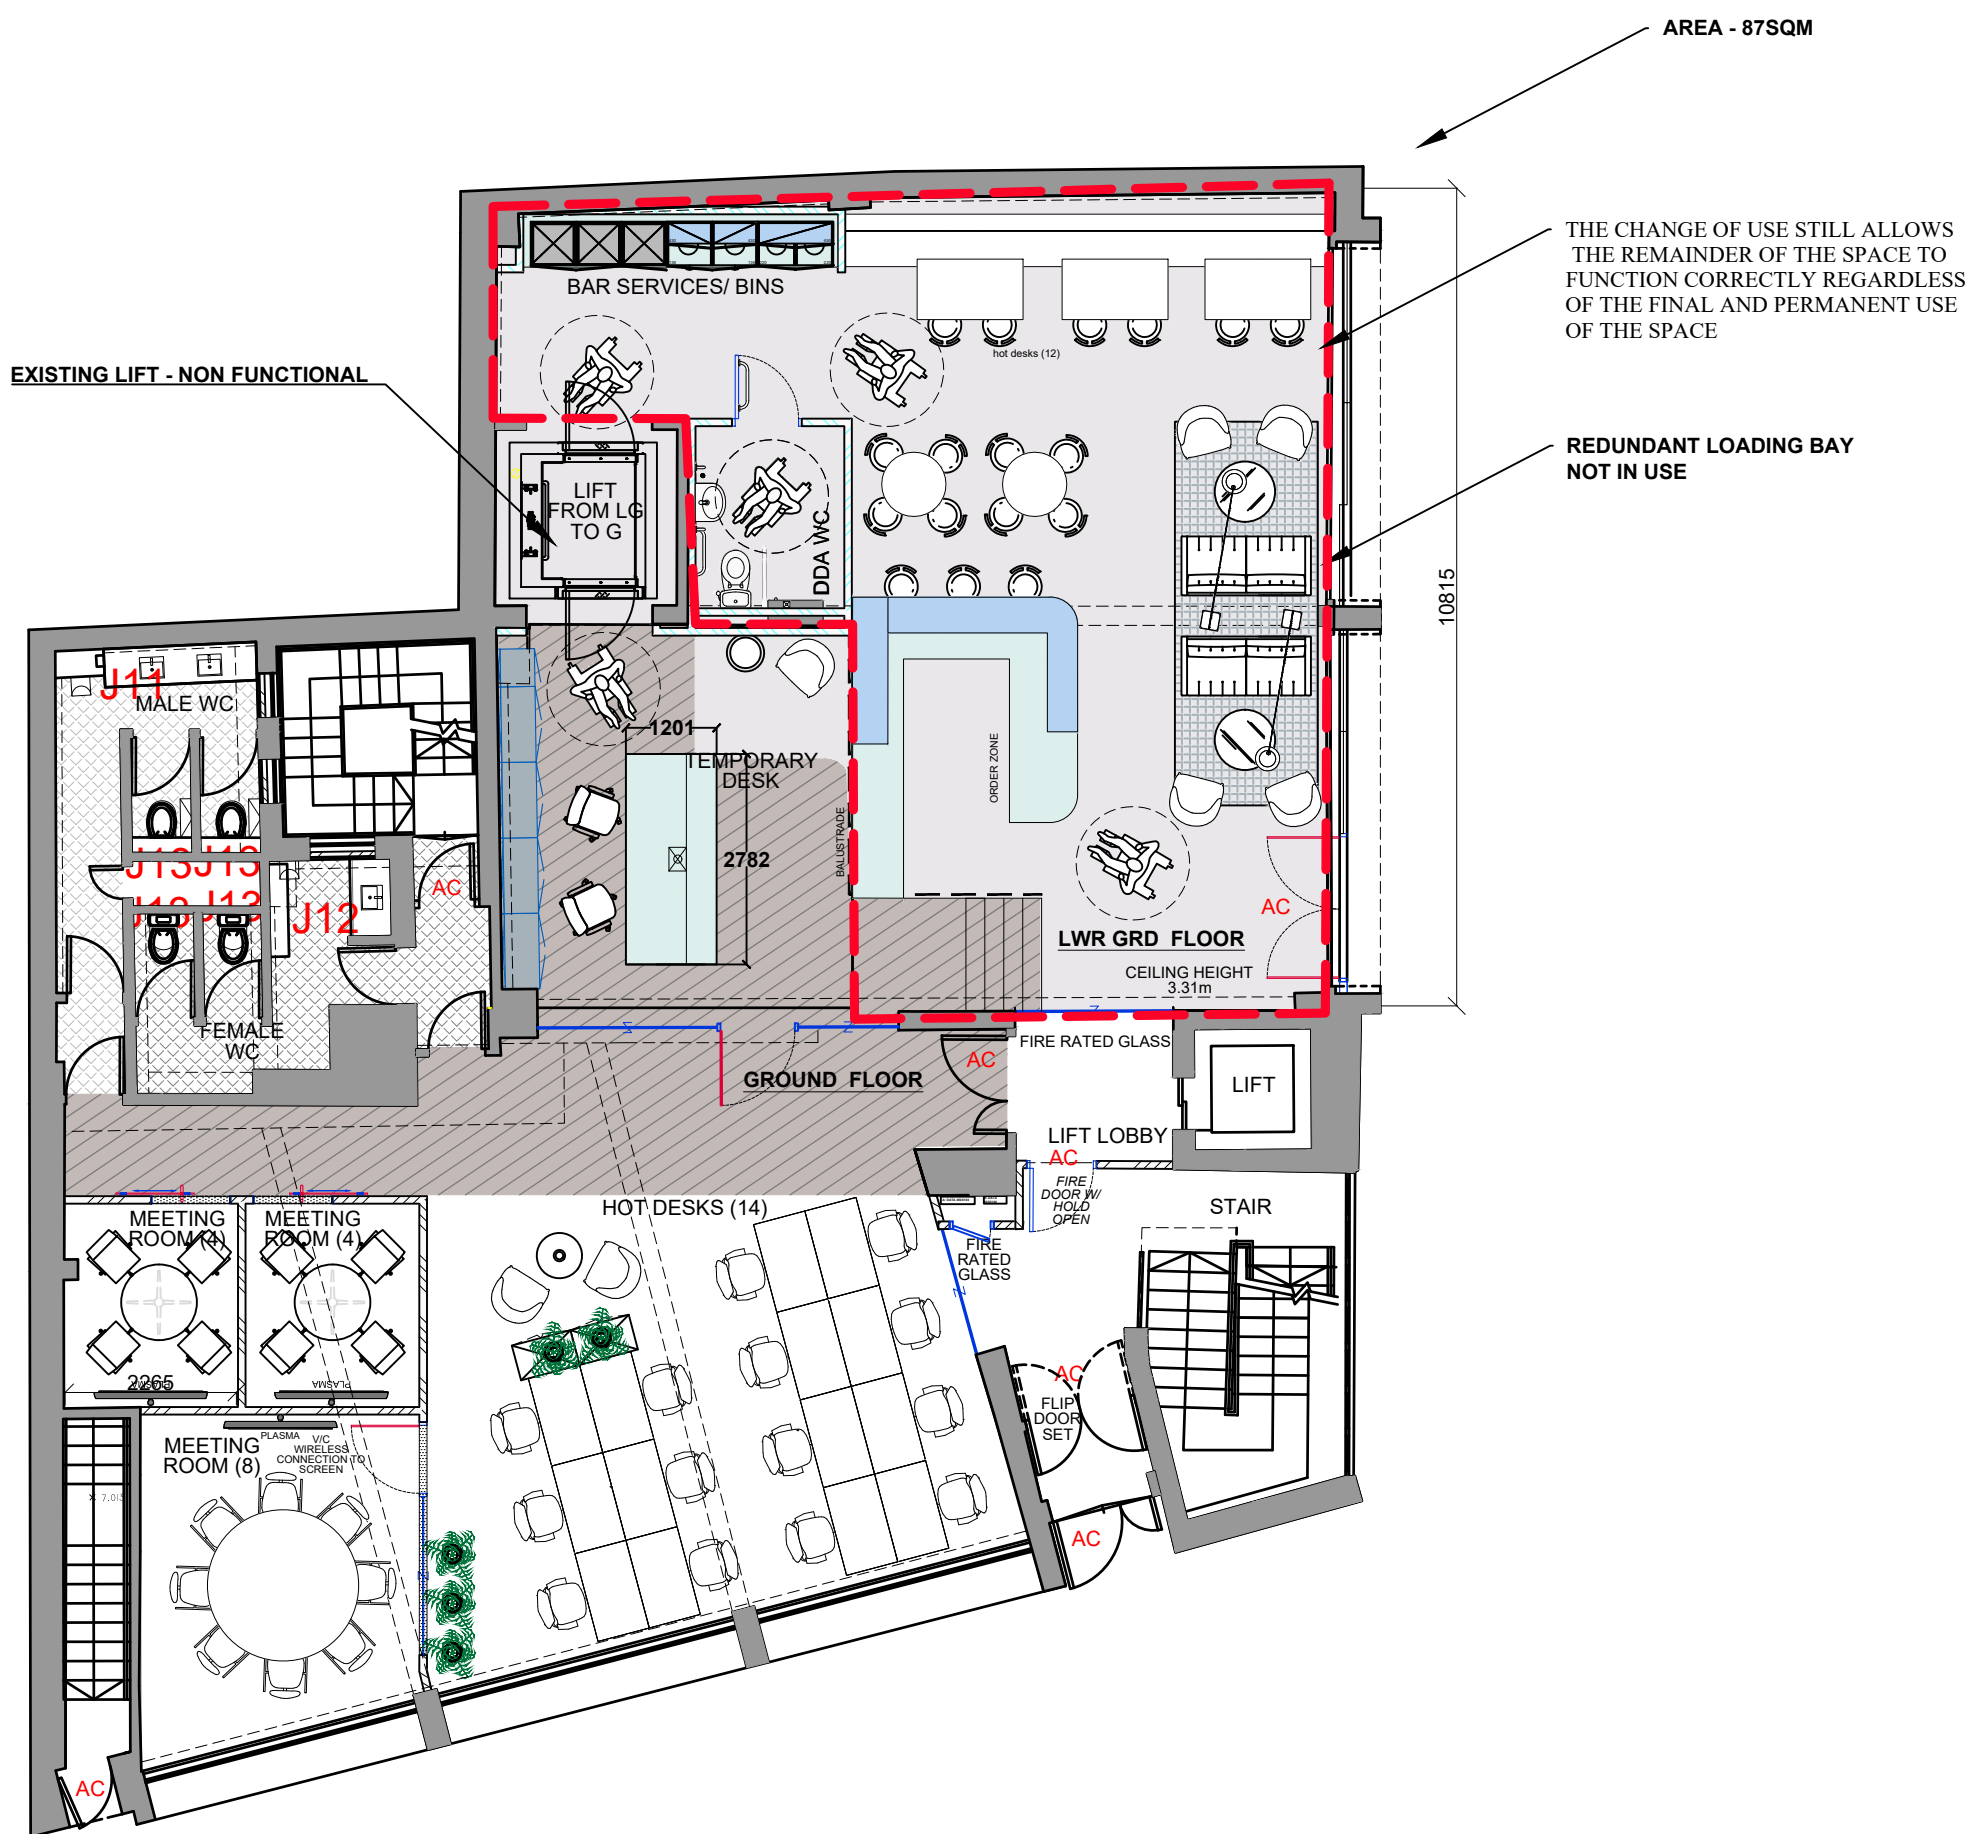 AREA - 87SQM
THE CHANGE OF USE STILL ALLOWS
THE REMAINDER OF THE SPACE TO
FUNCTION CORRECTLY REGARDLESS
OF THE FINAL AND PERMANENT USE
OF THE SPACE
BAR SERVICES/ BINS
hot desks (12)
EXISTING LIFT - NON FUNCTIONAL
REDUNDANT LOADING BAY
NOT IN USE
LIFT
FROM LG
TO G
DDA WC
10815
J11
MALE WC
1201
TEMPORARY
DESK
ORDER ZONE
BALUSTRADE
2782
J13
J13
AC
J13
J13
J12
AC
LWR GRD FLOOR
CEILING HEIGHT
3.31m
FEMALE
WC
FIRE RATED GLASS
AC
GROUND FLOOR
LIFT
LIFT LOBBY
AC
FIRE
DOOR W/
HOLD
OPEN
STAIR
HOT DESKS (14)
MEETING
ROOM (4)
MEETING
ROOM (4)
FIRE
RATED
GLASS
PLASMA
PLASMA
2265
AC
FLIP
DOOR
SET
PLASMA
V/C
WIRELESS
CONNECTION TO
SCREEN
MEETING
ROOM (8)
AC
AC